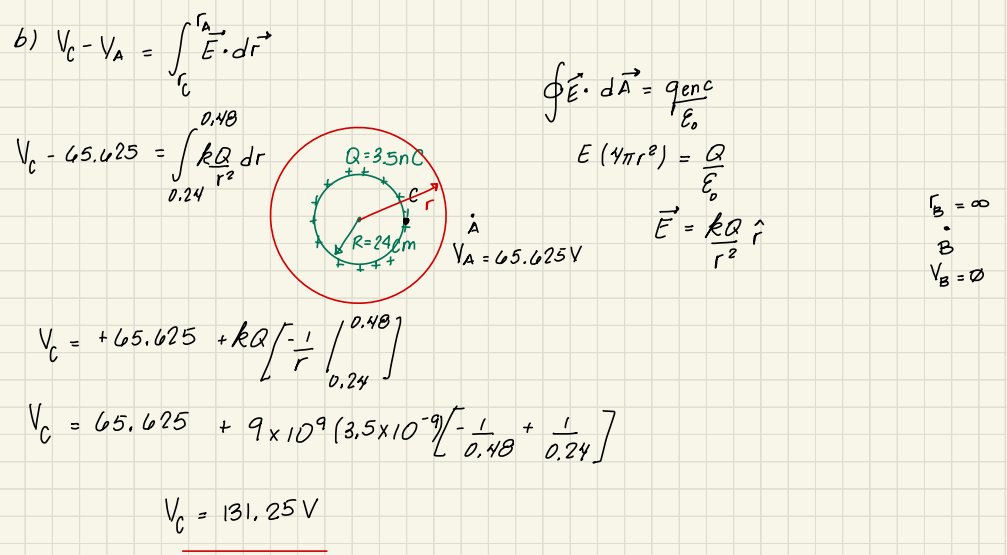 b) V_C - V_A = ∫_{r_C}^{r_A} E⃗ · dr⃗
∮ E⃗ · dA⃗ = qenc/ε₀
V_C - 65.625 = ∫_{0.24}^{0.48} kQ/r² dr
Q = 3.5nC
C
r
R = 24cm
A
V_A = 65.625V
E (4πr²) = Q/ε₀
E⃗ = kQ/r² r̂
r_B = ∞
B
V_B = 0
V_C = +65.625 + kQ [-1/r |_{0.24}^{0.48}]
V_C = 65.625 + 9×10⁹ (3.5×10⁻⁹) [-1/0.48 + 1/0.24]
V_C = 131.25 V